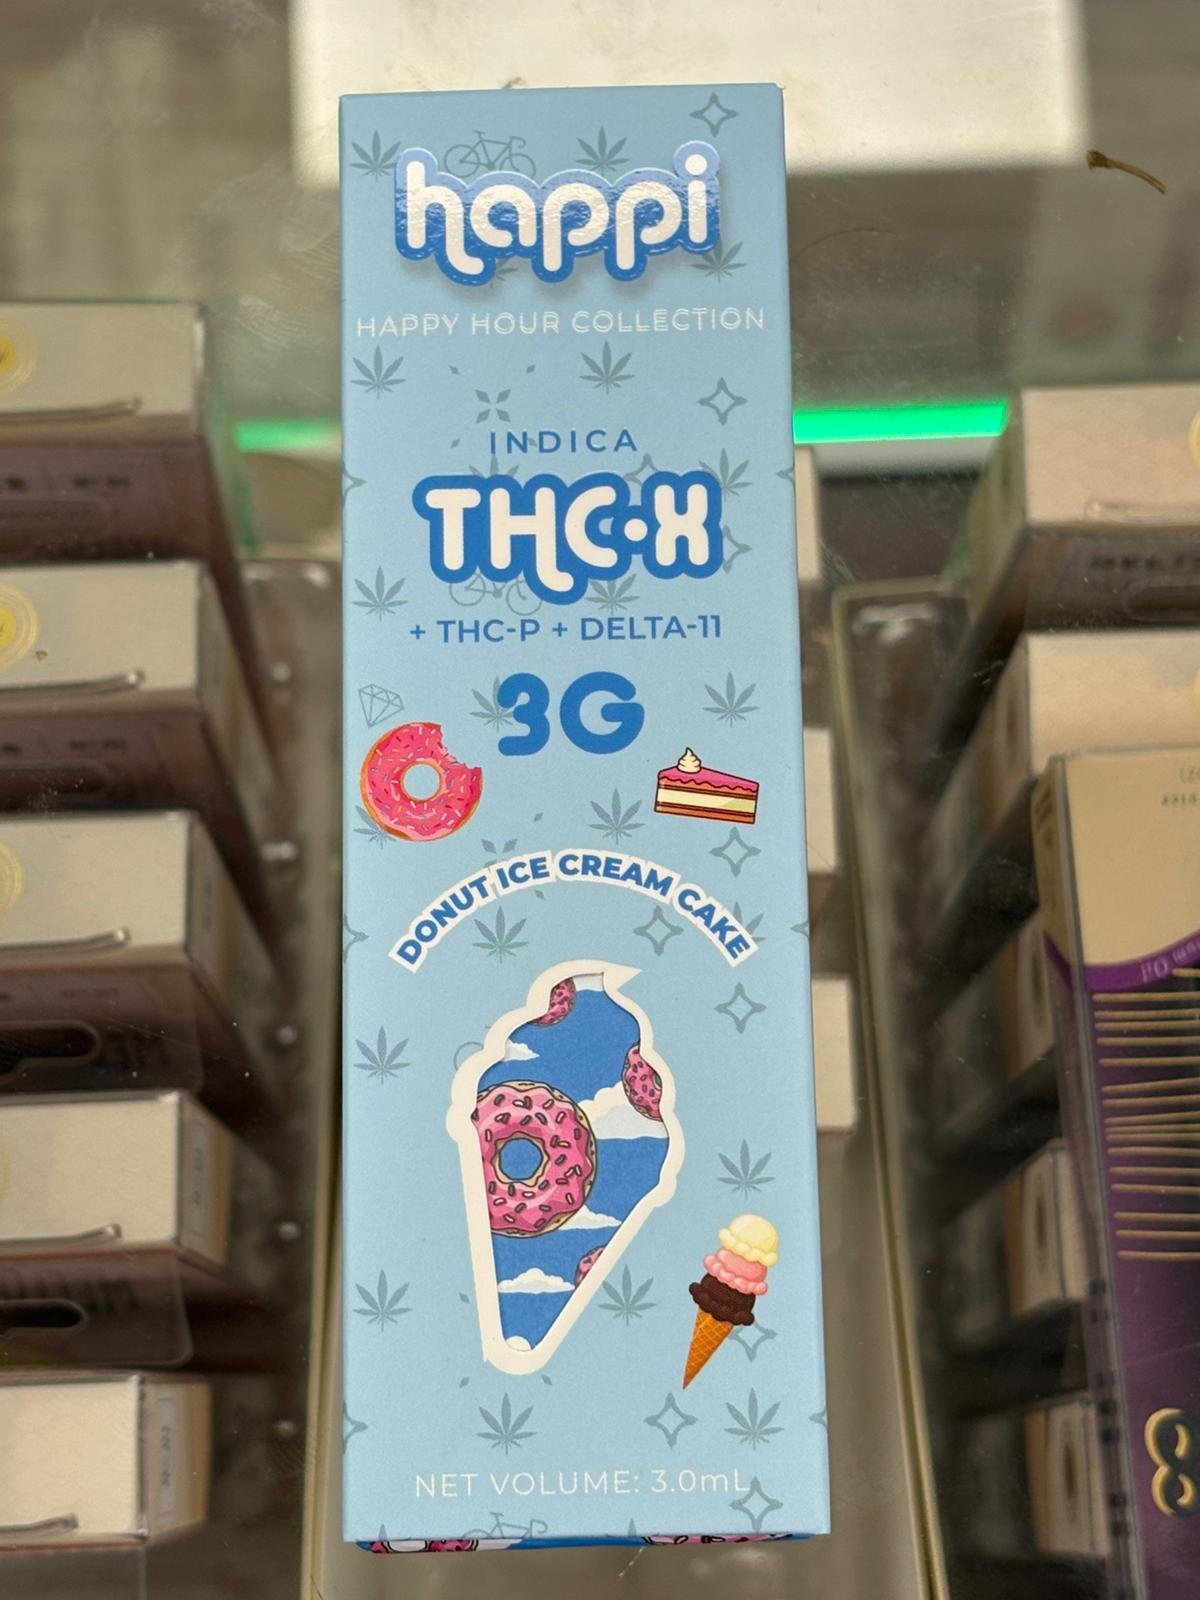 happi
HAPPY HOUR COLLECTION
INDICA
THC·X
+ THC-P + DELTA-11
3G
DONUT ICE CREAM CAKE
NET VOLUME: 3.0mL